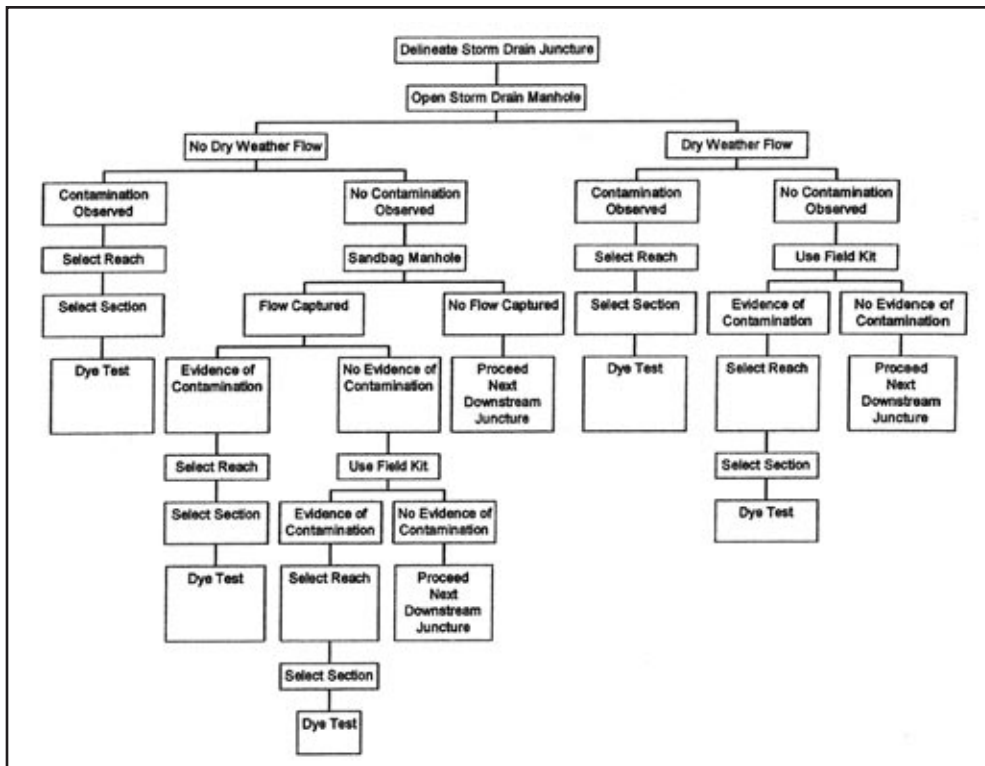 Delineate Storm Drain Juncture
Open Storm Drain Manhole
No Dry Weather Flow
Dry Weather Flow
Contamination
Observed
No Contamination
Observed
Contamination
Observed
No Contamination
Observed
Select Reach
Sandbag Manhole
Select Reach
Use Field Kit
Select Section
Flow Captured
No Flow Captured
Select Section
Evidence of
Contamination
No Evidence of
Contamination
Dye Test
Evidence of
Contamination
No Evidence of
Contamination
Proceed
Next
Downstream
Juncture
Dye Test
Select Reach
Proceed
Next
Downstream
Juncture
Select Reach
Use Field Kit
Select Section
Select Section
Evidence of
Contamination
No Evidence of
Contamination
Dye Test
Dye Test
Select Reach
Proceed
Next
Downstream
Juncture
Select Section
Dye Test